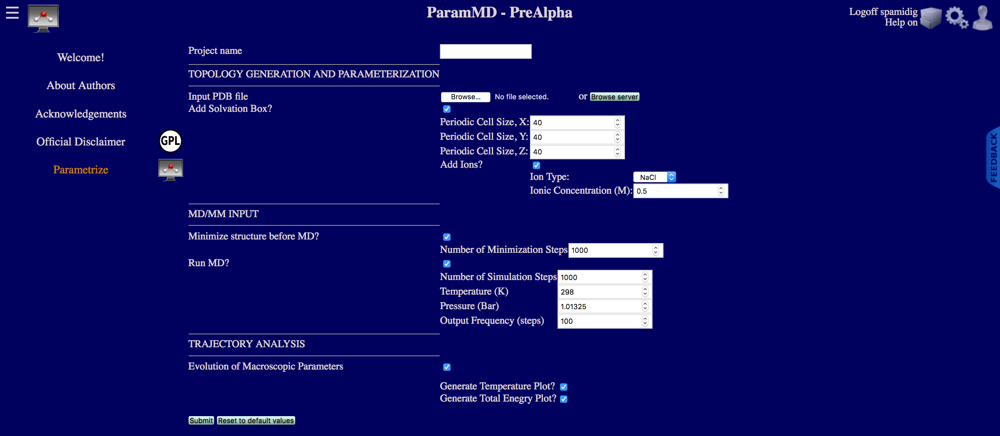 ParamMD - PreAlpha
Logoff spamidig
Help on
Welcome!
About Authors
Acknowledgements
Official Disclaimer
GPL
Parametrize
Project name
TOPOLOGY GENERATION AND PARAMETERIZATION
Input PDB file Browse... No file selected. or Browse server
Add Solvation Box?
Periodic Cell Size, X: 40
Periodic Cell Size, Y: 40
Periodic Cell Size, Z: 40
Add Ions?
Ion Type: NaCl
Ionic Concentration (M): 0.5
MD/MM INPUT
Minimize structure before MD?
Number of Minimization Steps 1000
Run MD?
Number of Simulation Steps 1000
Temperature (K) 298
Pressure (Bar) 1.01325
Output Frequency (steps) 100
TRAJECTORY ANALYSIS
Evolution of Macroscopic Parameters
Generate Temperature Plot?
Generate Total Enegry Plot?
Submit Reset to default values
FEEDBACK